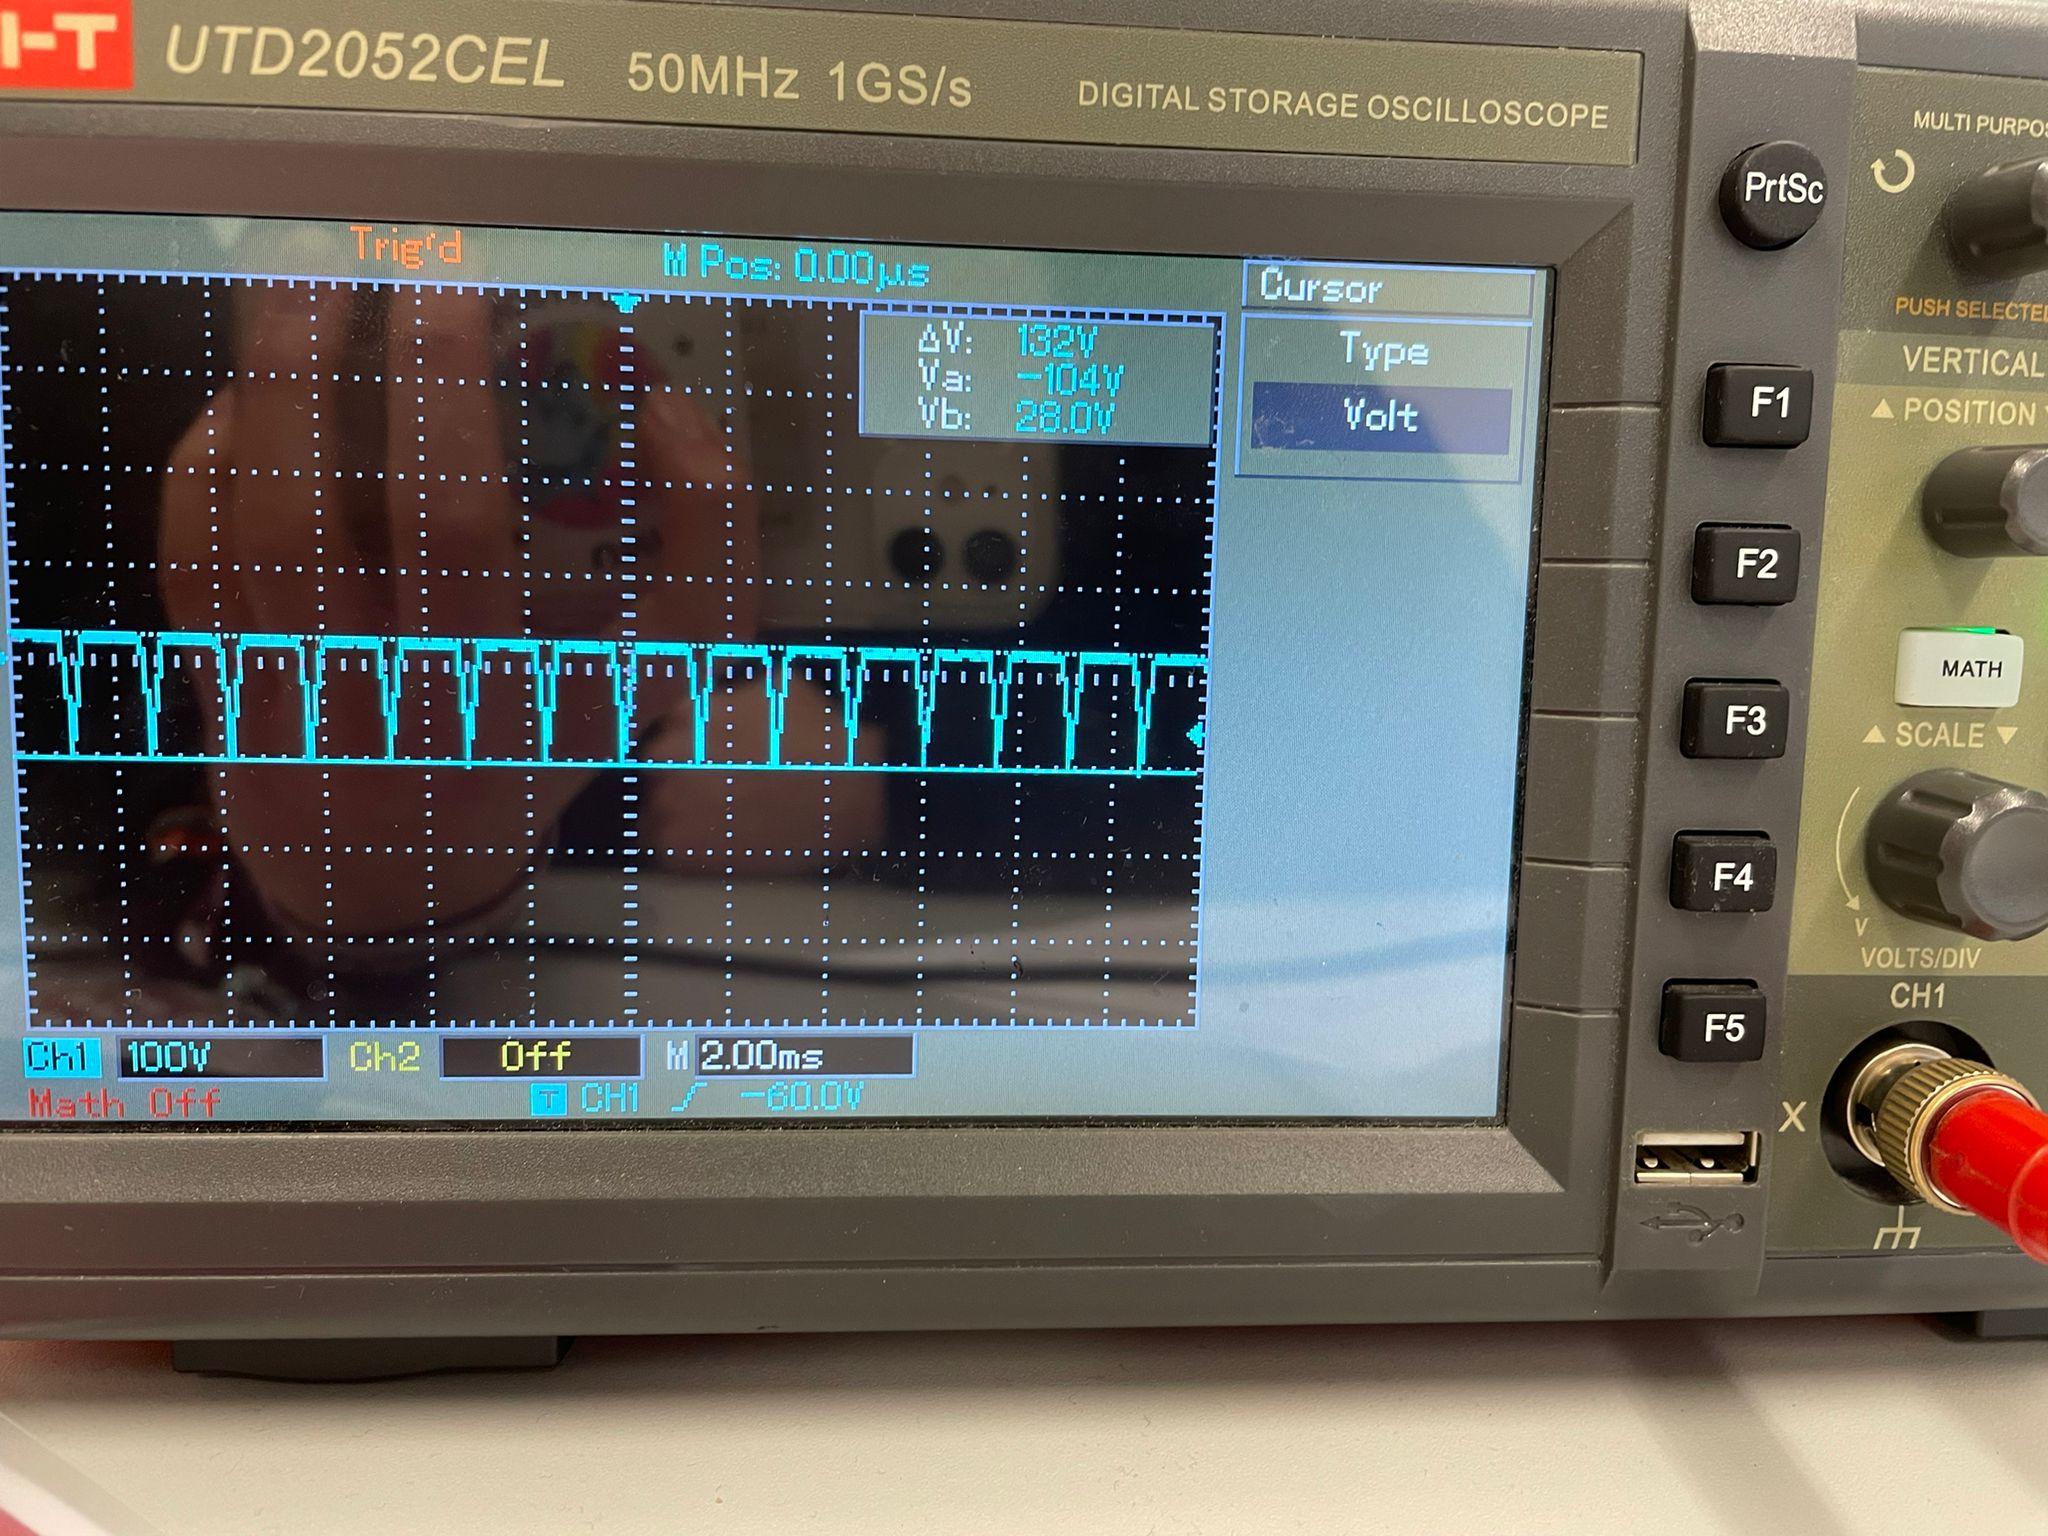 I-T UTD2052CEL 50MHz 1GS/s DIGITAL STORAGE OSCILLOSCOPE
MULTI PURPOS
PrtSc
PUSH SELECTED
Trig'd M Pos: 0.00µs
Cursor
Type
Volt
ΔV: 132V
Va: -104V
Vb: 28.0V
VERTICAL
▲ POSITION
F1
F2
MATH
F3
▲ SCALE ▼
F4
V
VOLTS/DIV
CH1
F5
X
Ch1 100V Ch2 Off M 2.00ms
Math Off T CH1 -60.0V